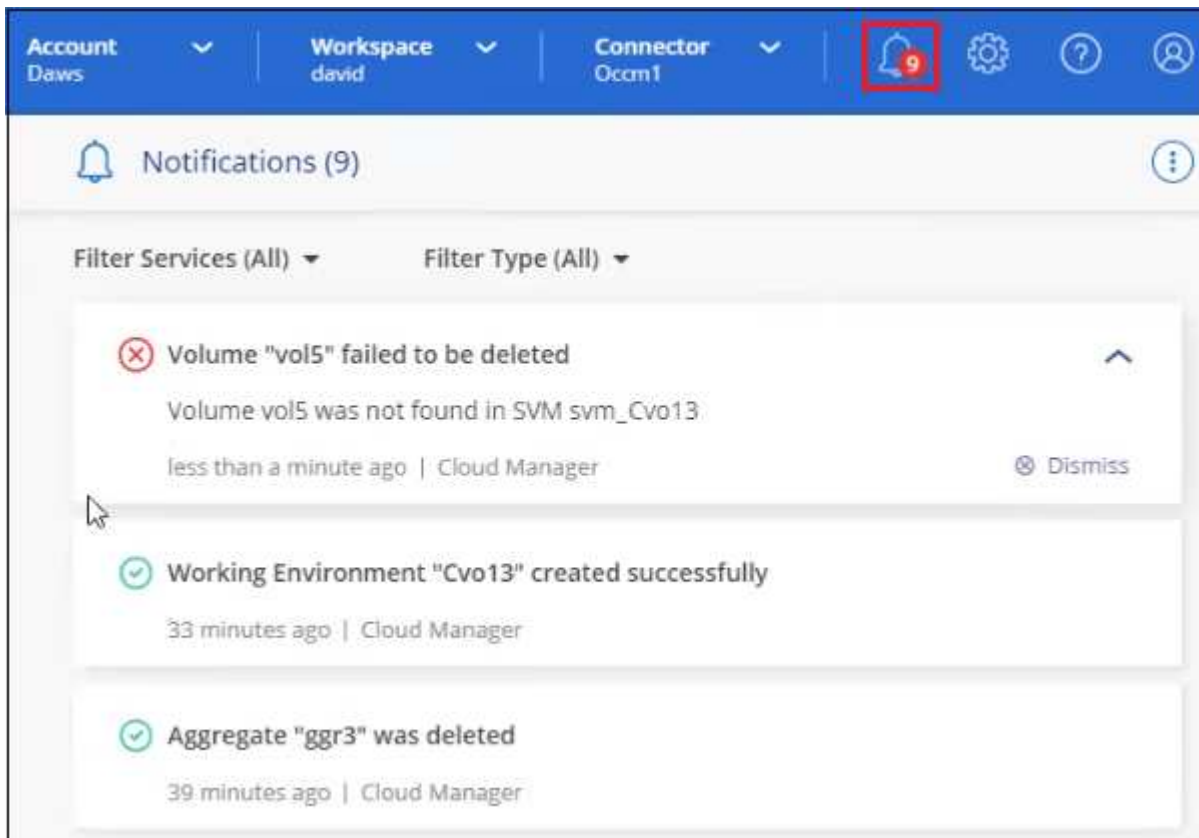 Account Workspace Connector
Daws david Occm1 9
Notifications (9)
Filter Services (All) Filter Type (All)
Volume "vol5" failed to be deleted
Volume vol5 was not found in SVM svm_Cvo13
less than a minute ago | Cloud Manager Dismiss
Working Environment "Cvo13" created successfully
33 minutes ago | Cloud Manager
Aggregate "ggr3" was deleted
39 minutes ago | Cloud Manager